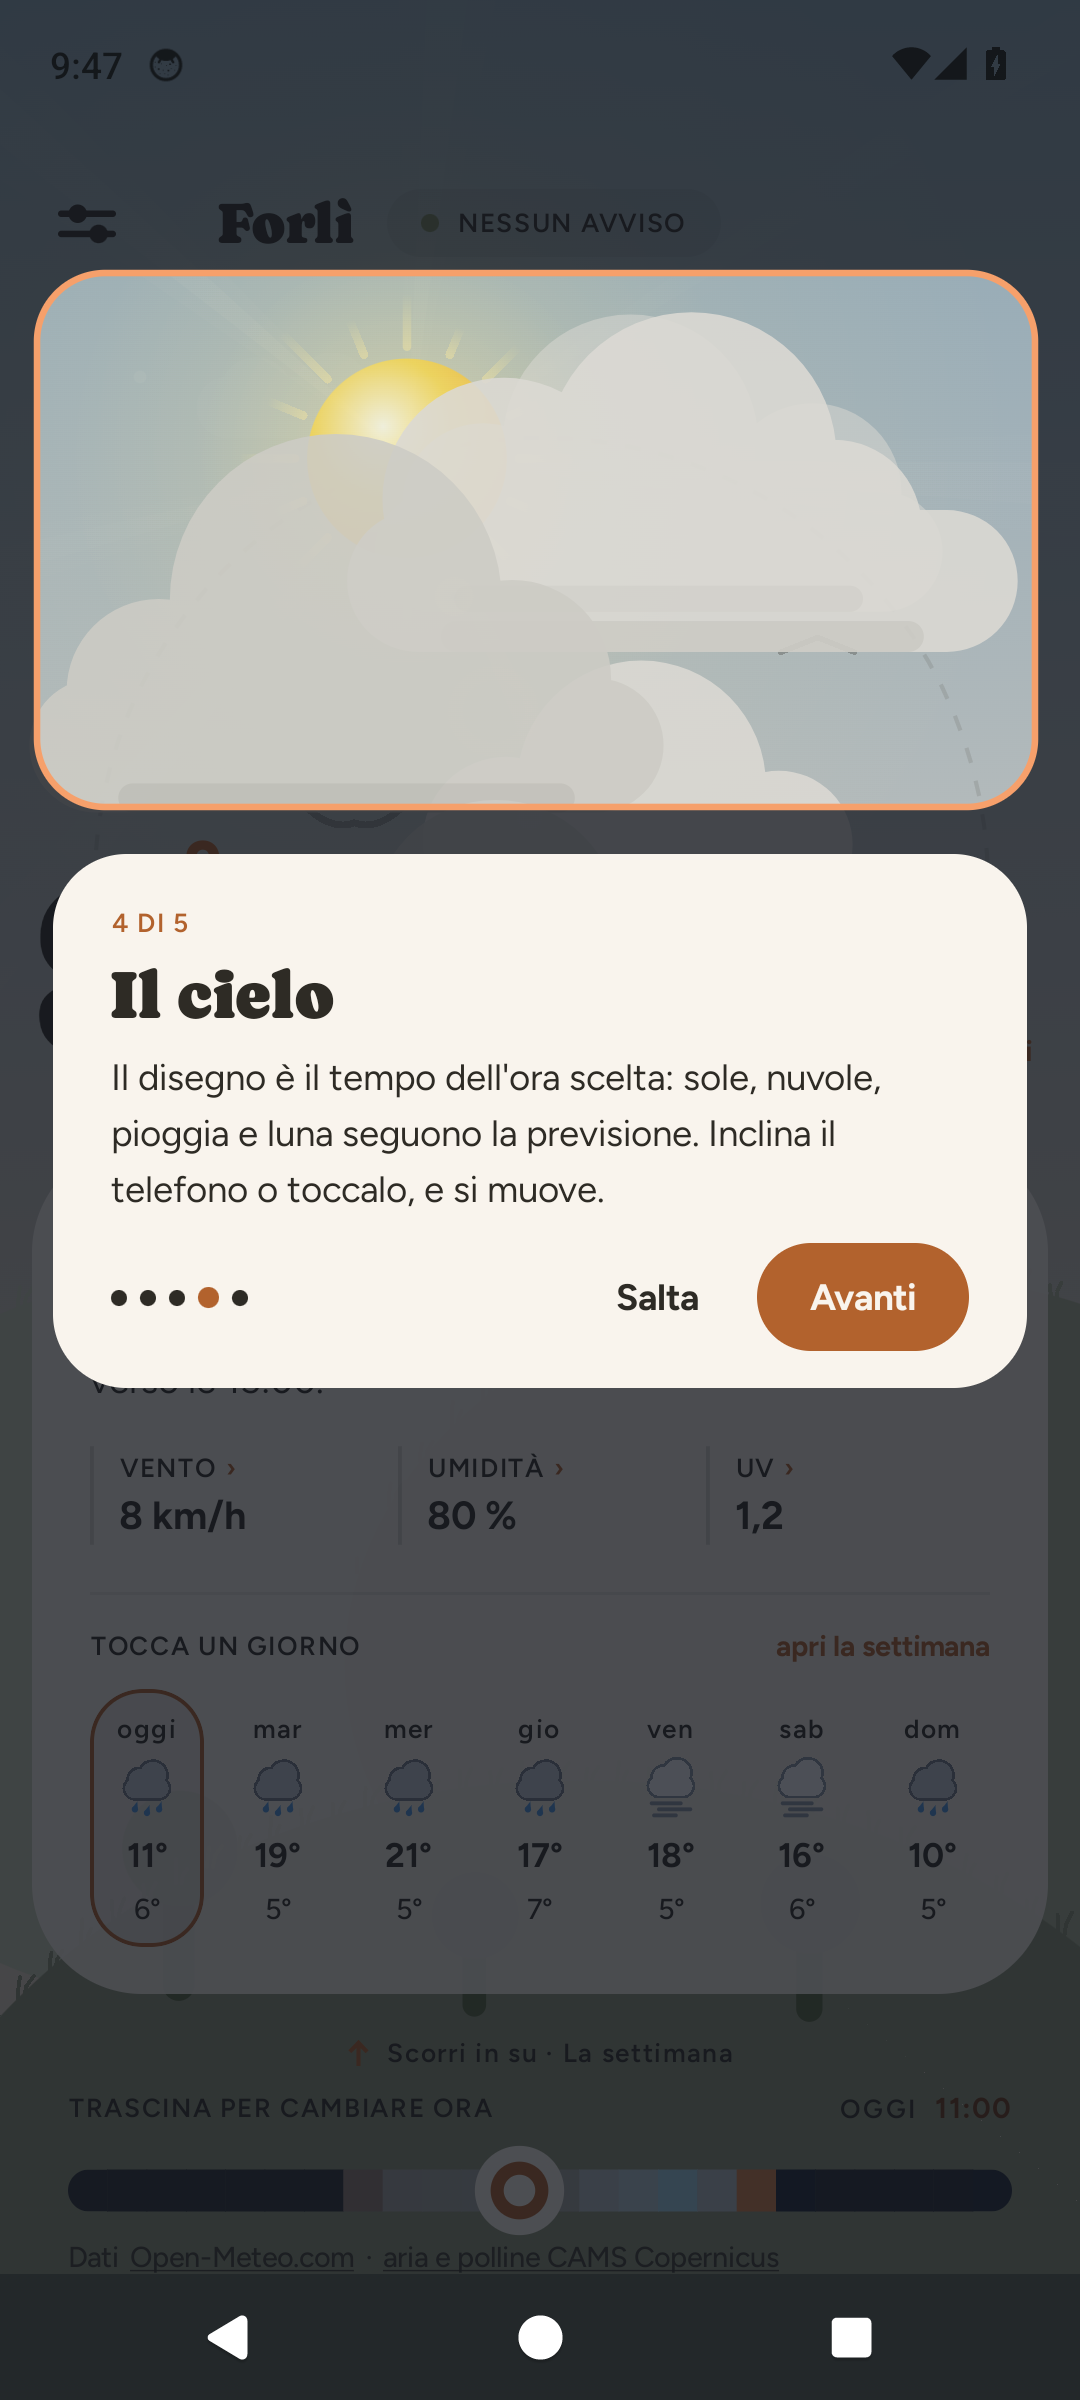 9:47
Forlì
NESSUN AVVISO
4 DI 5
Il cielo
Il disegno è il tempo dell'ora scelta: sole, nuvole,
pioggia e luna seguono la previsione. Inclina il
telefono o toccalo, e si muove.
Salta
Avanti
VENTO ›
UMIDITÀ ›
UV ›
8 km/h
80 %
1,2
TOCCA UN GIORNO
apri la settimana
oggi mar mer gio ven sab dom
11° 19° 21° 17° 18° 16° 10°
6° 5° 5° 7° 5° 6° 5°
↑ Scorri in su · La settimana
TRASCINA PER CAMBIARE ORA
OGGI 11:00
Dati Open-Meteo.com · aria e polline CAMS Copernicus